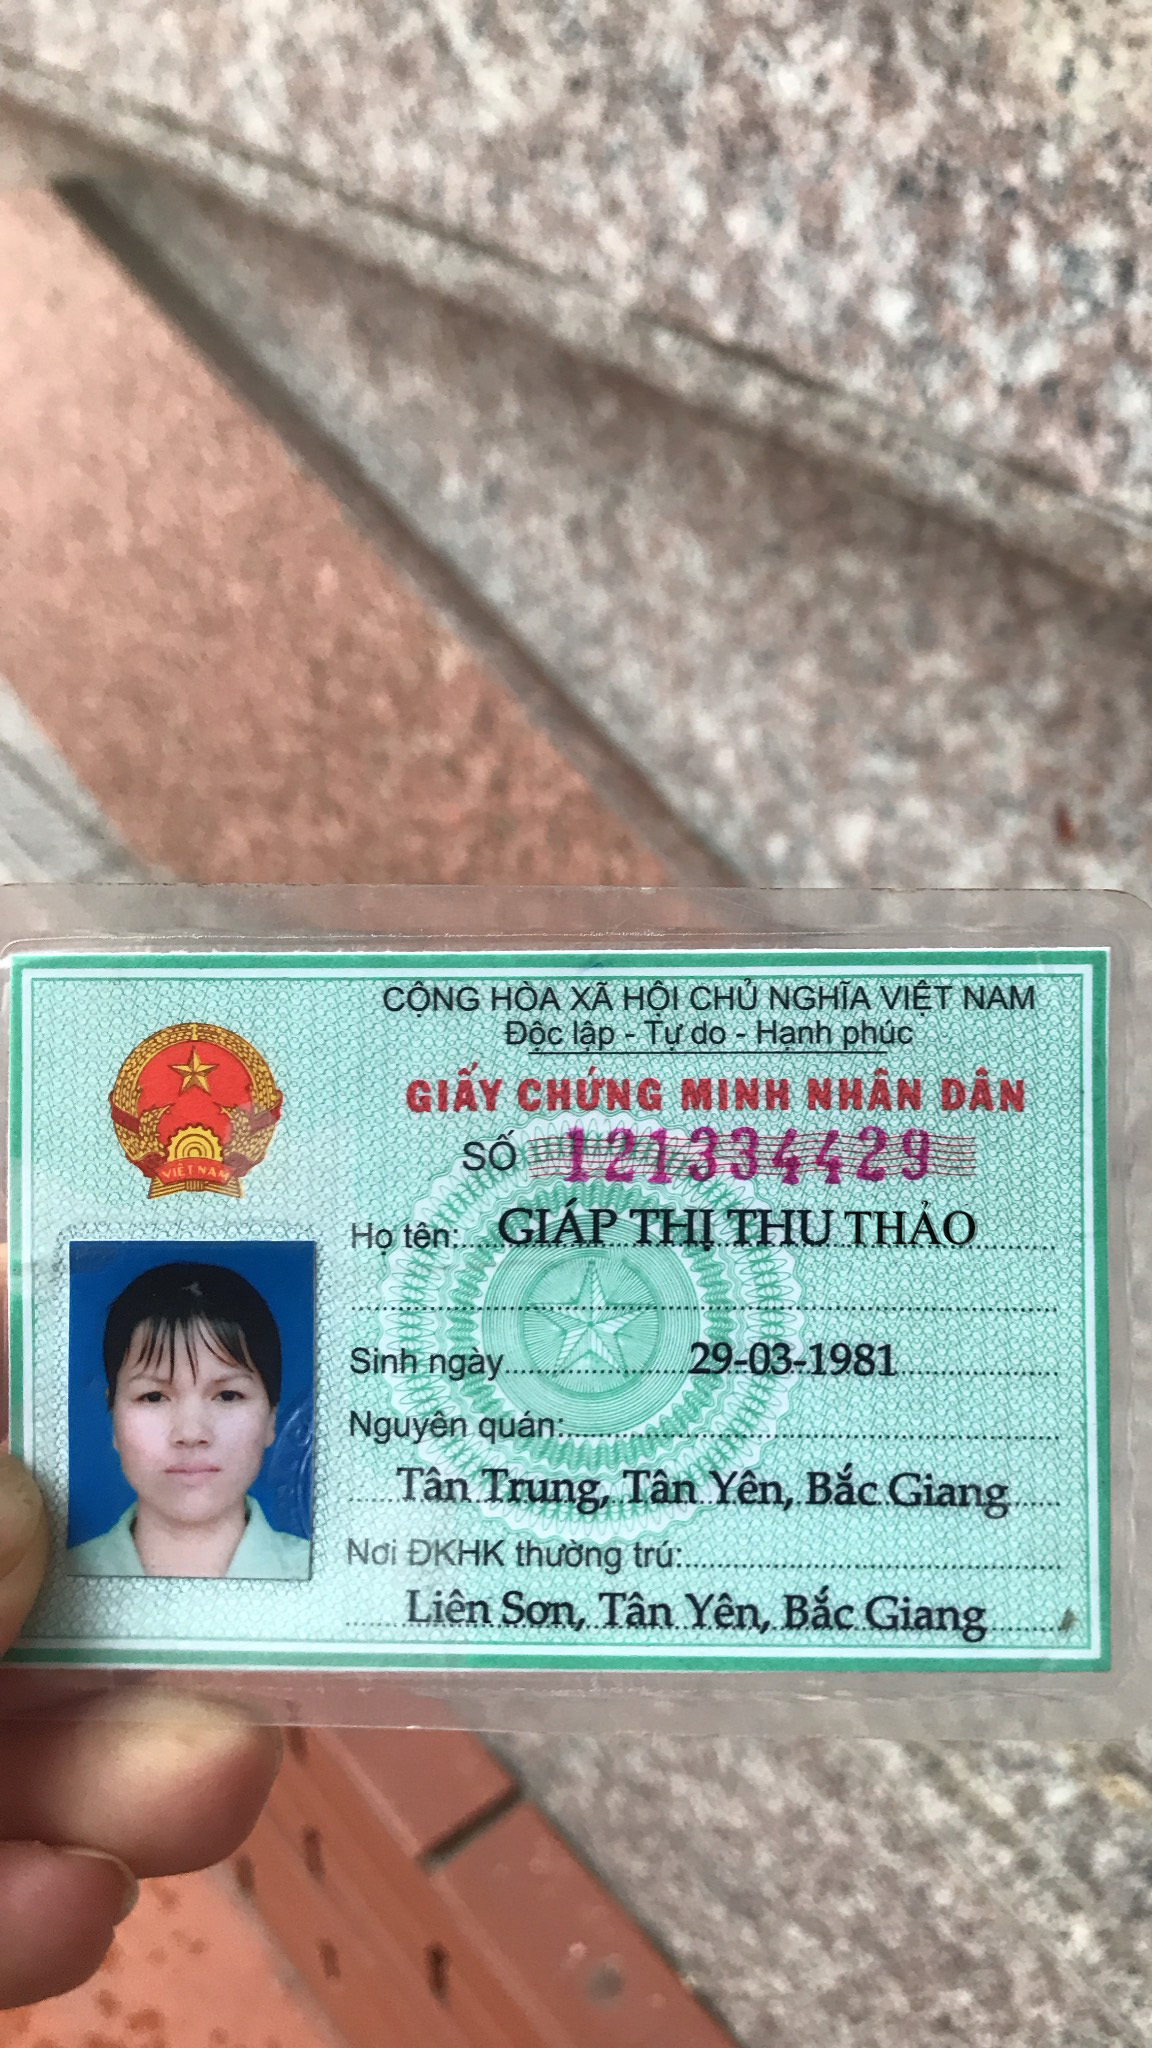 CỘNG HÒA XÃ HỘI CHỦ NGHĨA VIỆT NAM
Độc lập - Tự do - Hạnh phúc
GIẤY CHỨNG MINH NHÂN DÂN
SỐ 121334429
VIỆT NAM
Họ tên: GIÁP THỊ THU THẢO
Sinh ngày 29-03-1981
Nguyên quán:
Tân Trung, Tân Yên, Bắc Giang
Nơi ĐKHK thường trú:
Liên Sơn, Tân Yên, Bắc Giang